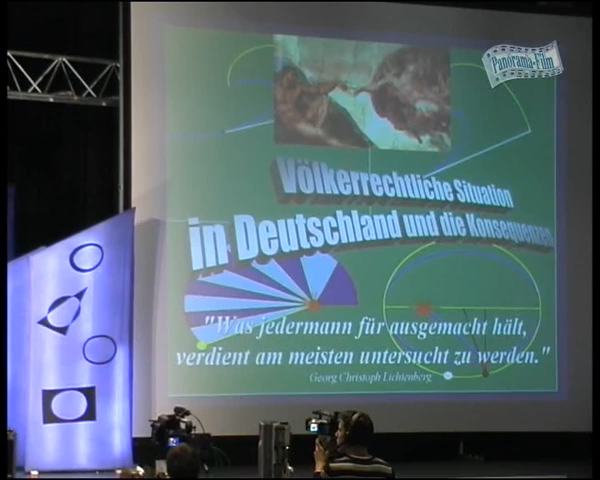 Panorama-Film
Völkerrechtliche Situation
in Deutschland und die Konsequenzen
"Was jedermann für ausgemacht hält,
verdient am meisten untersucht zu werden."
Georg Christoph Lichtenberg